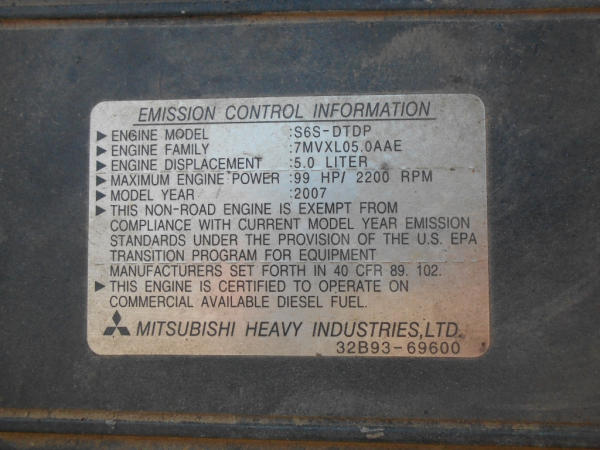 EMISSION CONTROL INFORMATION
▶ ENGINE MODEL :S6S-DTDP
▶ ENGINE FAMILY :7MVXL05.0AAE
▶ ENGINE DISPLACEMENT :5.0 LITER
▶ MAXIMUM ENGINE POWER :99 HP/ 2200 RPM
▶ MODEL YEAR :2007
▶ THIS NON-ROAD ENGINE IS EXEMPT FROM
COMPLIANCE WITH CURRENT MODEL YEAR EMISSION
STANDARDS UNDER THE PROVISION OF THE U.S. EPA
TRANSITION PROGRAM FOR EQUIPMENT
MANUFACTURERS SET FORTH IN 40 CFR 89. 102.
▶ THIS ENGINE IS CERTIFIED TO OPERATE ON
COMMERCIAL AVAILABLE DIESEL FUEL.
MITSUBISHI HEAVY INDUSTRIES,LTD.
32B93-69600